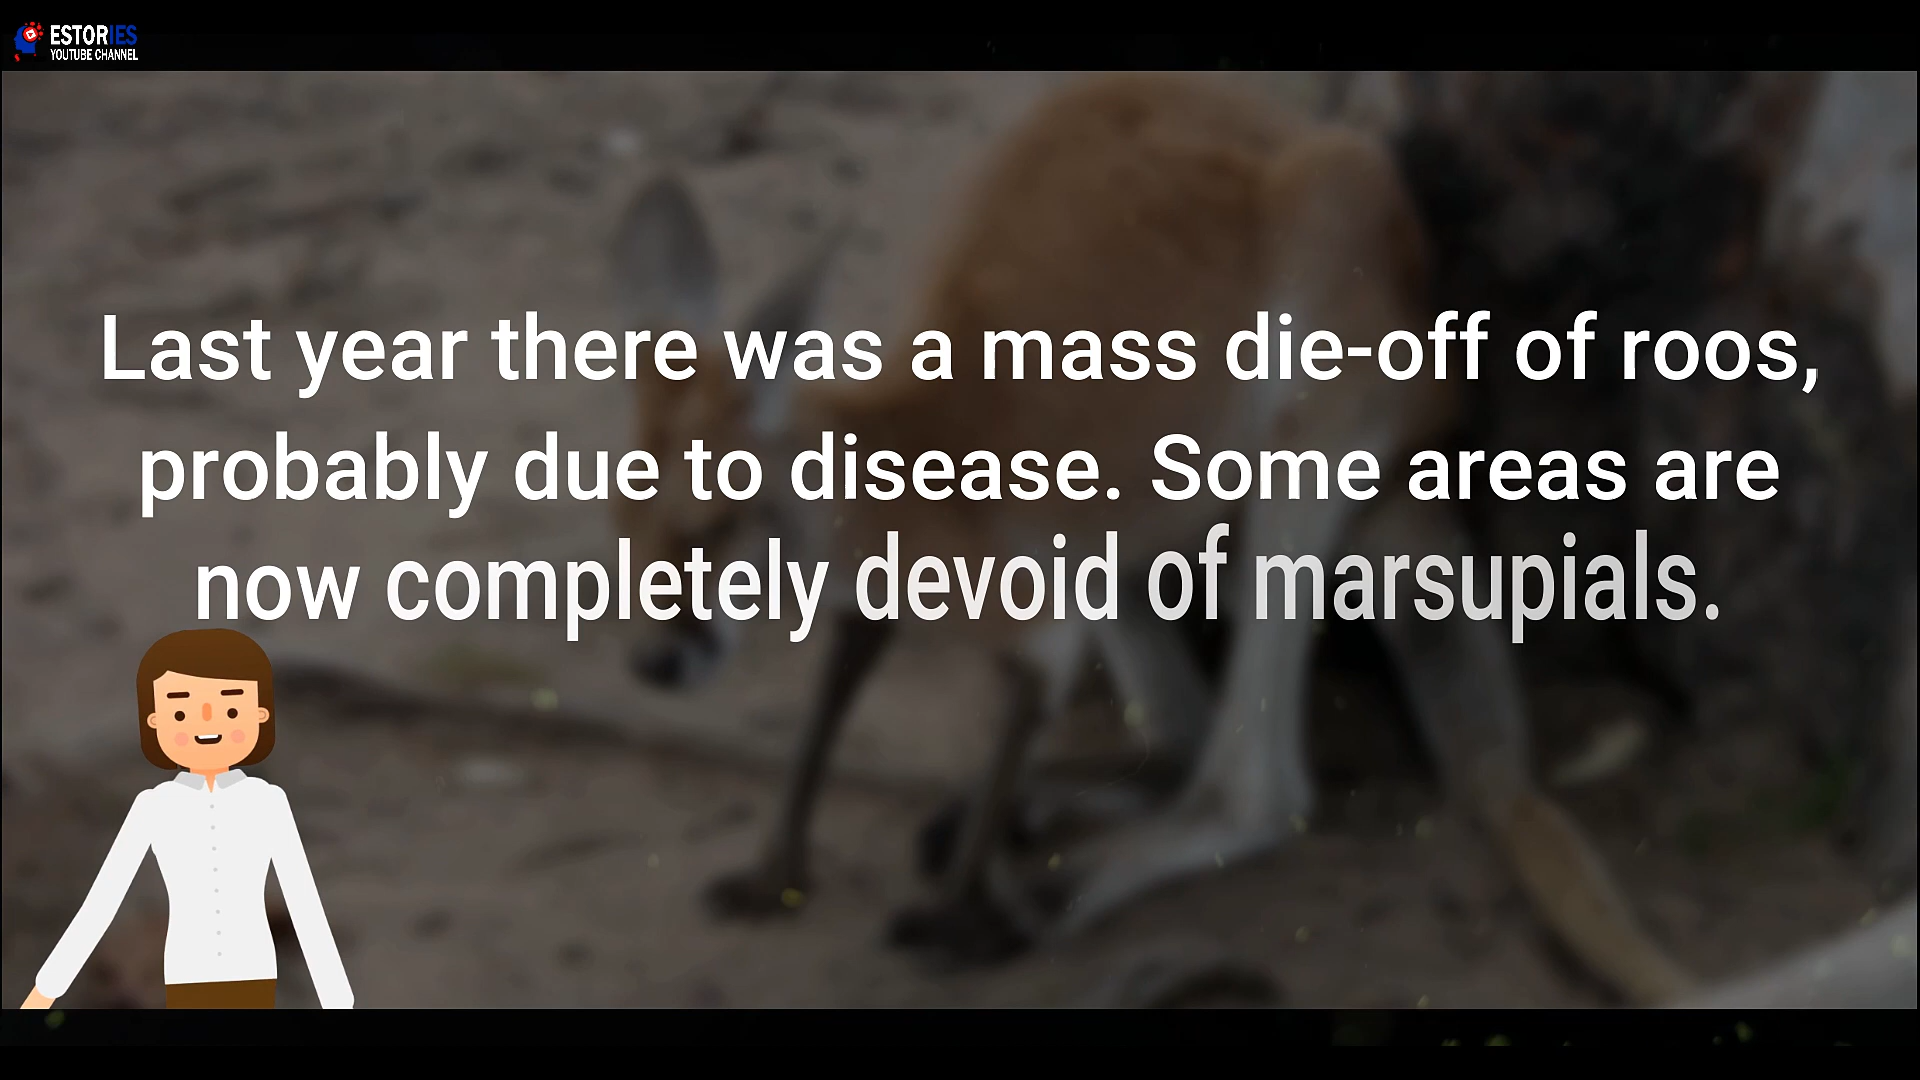 ESTORIES
YOUTUBE CHANNEL
Last year there was a mass die-off of roos,
probably due to disease. Some areas are
now completely devoid of marsupials.